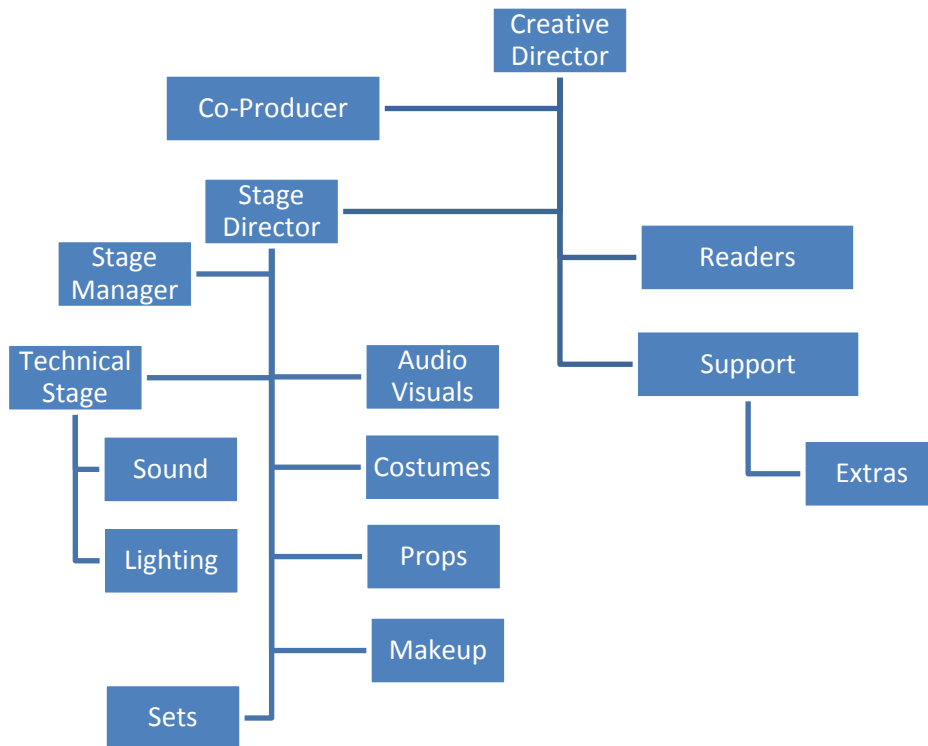 Creative
Director
Co-Producer
Stage
Director
Stage
Manager
Readers
Technical
Stage
Audio
Visuals
Support
Sound
Costumes
Extras
Lighting
Props
Makeup
Sets